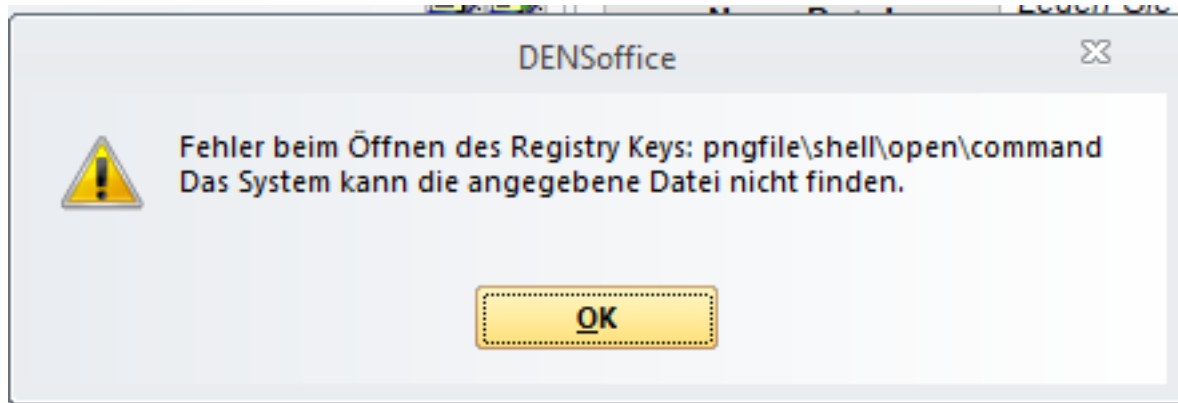 DENSoffice
Fehler beim Öffnen des Registry Keys: pngfile\shell\open\command
Das System kann die angegebene Datei nicht finden.
OK